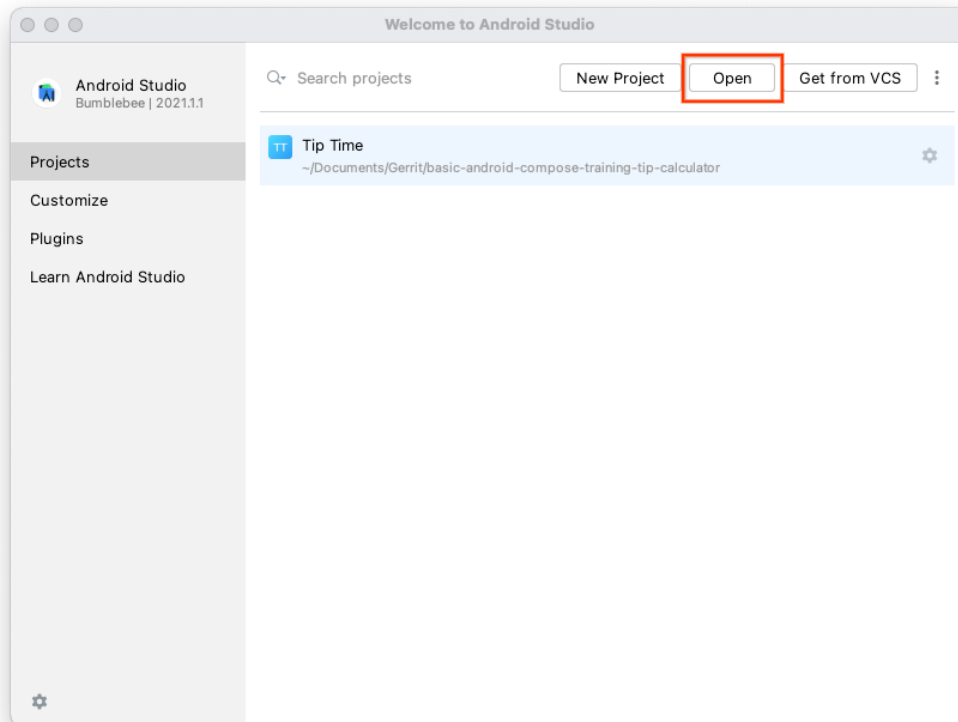 Welcome to Android Studio
Android Studio
Bumblebee | 2021.1.1
Projects
Customize
Plugins
Learn Android Studio
Search projects
New Project
Open
Get from VCS
TT
Tip Time
~/Documents/Gerrit/basic-android-compose-training-tip-calculator